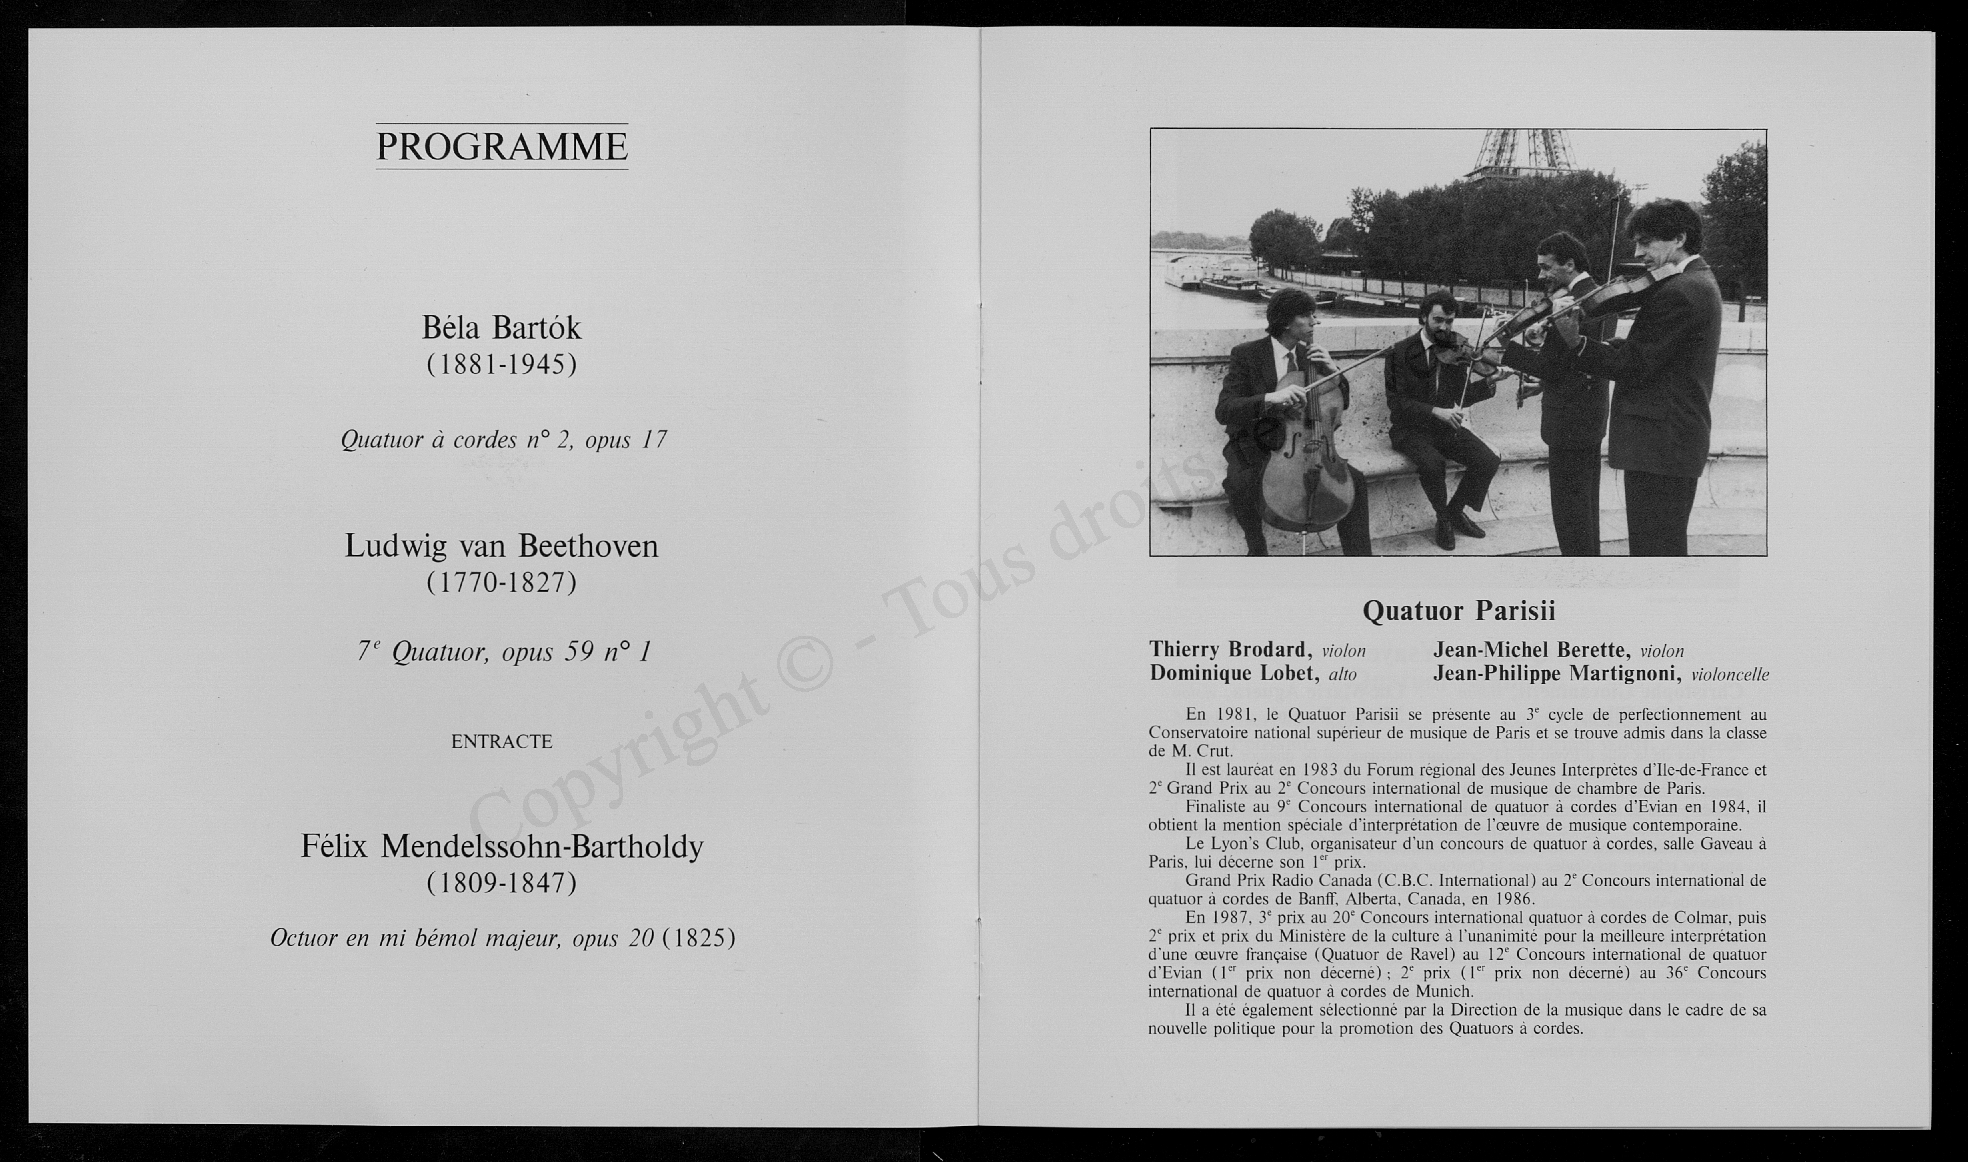 PROGRAMME
Béla Bartók
(1881-1945)
Quatuor à cordes n° 2, opus 17
Ludwig van Beethoven
(1770-1827)
7e Quatuor, opus 59 n° 1
ENTRACTE
Félix Mendelssohn-Bartholdy
(1809-1847)
Octuor en mi bémol majeur, opus 20 (1825)
Copyright © - Tous droits re
Quatuor Parisii
Thierry Brodard, violon Jean-Michel Berette, violon
Dominique Lobet, alto Jean-Philippe Martignoni, violoncelle
En 1981, le Quatuor Parisii se présente au 3e cycle de perfectionnement au
Conservatoire national supérieur de musique de Paris et se trouve admis dans la classe
de M. Crut.
Il est lauréat en 1983 du Forum régional des Jeunes Interprètes d'Ile-de-France et
2e Grand Prix au 2e Concours international de musique de chambre de Paris.
Finaliste au 9e Concours international de quatuor à cordes d'Evian en 1984, il
obtient la mention spéciale d'interprétation de l'œuvre de musique contemporaine.
Le Lyon's Club, organisateur d'un concours de quatuor à cordes, salle Gaveau à
Paris, lui décerne son 1er prix.
Grand Prix Radio Canada (C.B.C. International) au 2e Concours international de
quatuor à cordes de Banff, Alberta, Canada, en 1986.
En 1987, 3e prix au 20e Concours international quatuor à cordes de Colmar, puis
2e prix et prix du Ministère de la culture à l'unanimité pour la meilleure interprétation
d'une œuvre française (Quatuor de Ravel) au 12e Concours international de quatuor
d'Evian (1er prix non décerné) ; 2e prix (1er prix non décerné) au 36e Concours
international de quatuor à cordes de Munich.
Il a été également sélectionné par la Direction de la musique dans le cadre de sa
nouvelle politique pour la promotion des Quatuors à cordes.